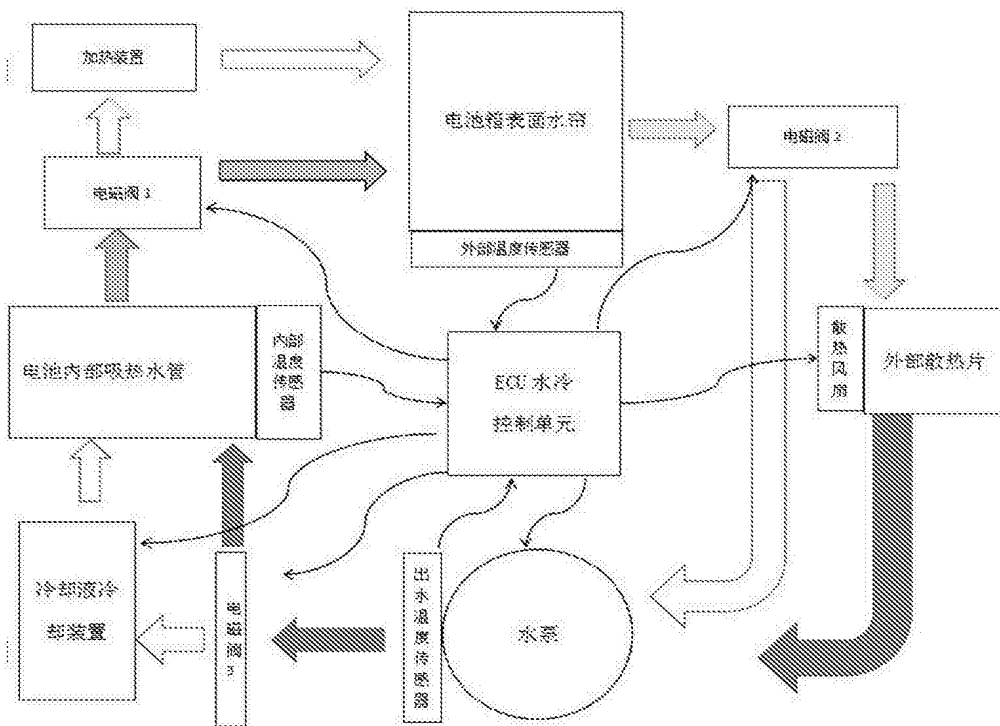 加热装置
电池箱表面水帘
电磁阀 2
电磁阀 1
外部温度传感器
电池内部吸热水管
内部温度传感器
ECU 水冷
控制单元
散热风扇
外部散热片
冷却液冷
却装置
电磁阀 3
出水温度传感器
水泵